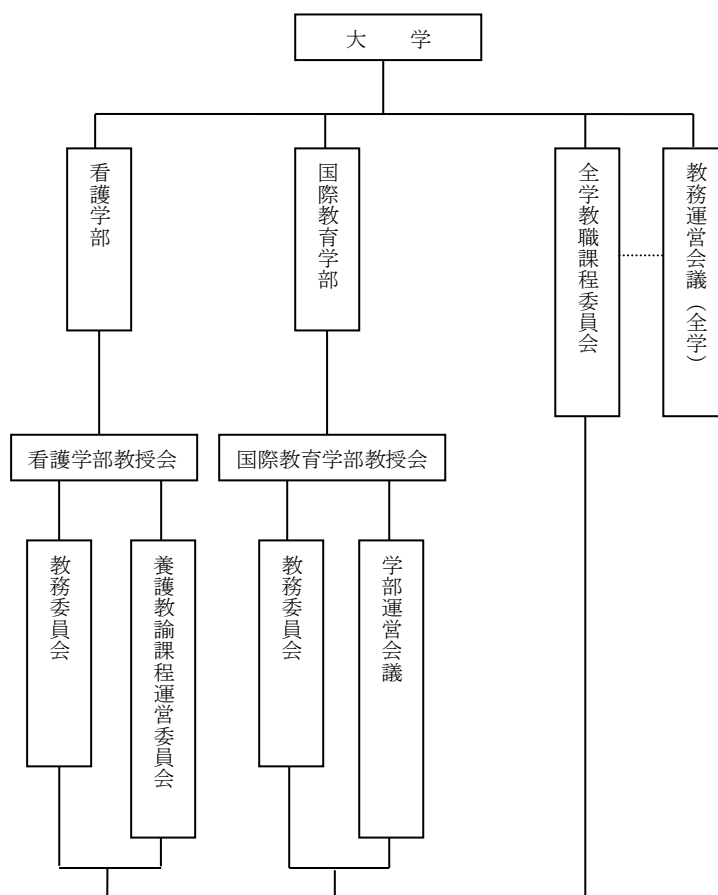 大　学
看護学部
国際教育学部
全学教職課程委員会
教務運営会議（全学）
看護学部教授会
国際教育学部教授会
教務委員会
養護教諭課程運営委員会
教務委員会
学部運営会議